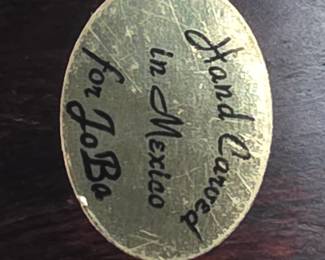 Hand Carved
in Mexico
for JoBa